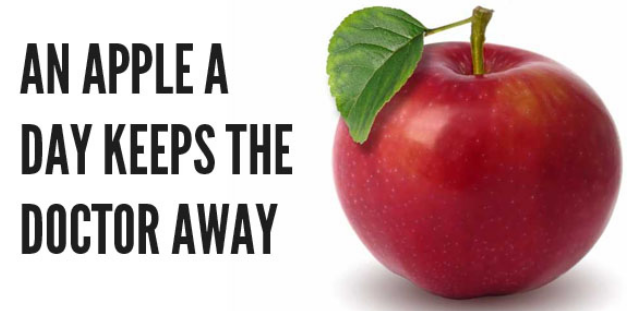 AN APPLE A
DAY KEEPS THE
DOCTOR AWAY